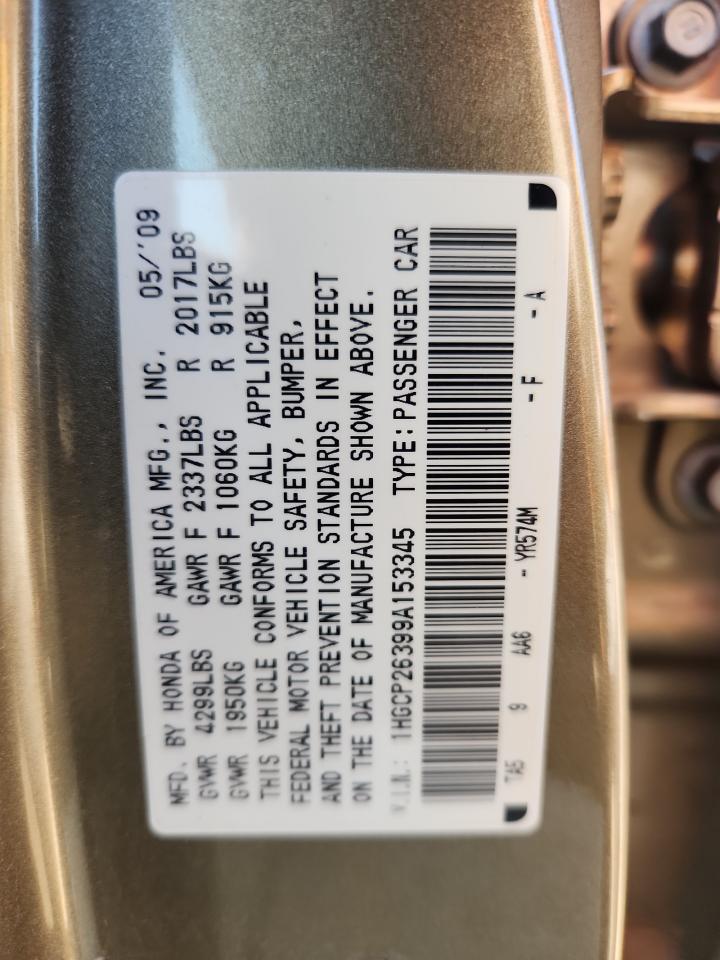 MFD. BY HONDA OF AMERICA MFG., INC. 05/'09
GVWR 4299LBS GAWR F 2337LBS R 2017LBS
GVWR 1950KG GAWR F 1060KG R 915KG
THIS VEHICLE CONFORMS TO ALL APPLICABLE
FEDERAL MOTOR VEHICLE SAFETY, BUMPER,
AND THEFT PREVENTION STANDARDS IN EFFECT
ON THE DATE OF MANUFACTURE SHOWN ABOVE.
V.I.N.: 1HGCP26399A153345 TYPE:PASSENGER CAR
TA5 9 AA6 - YR574M - F - A